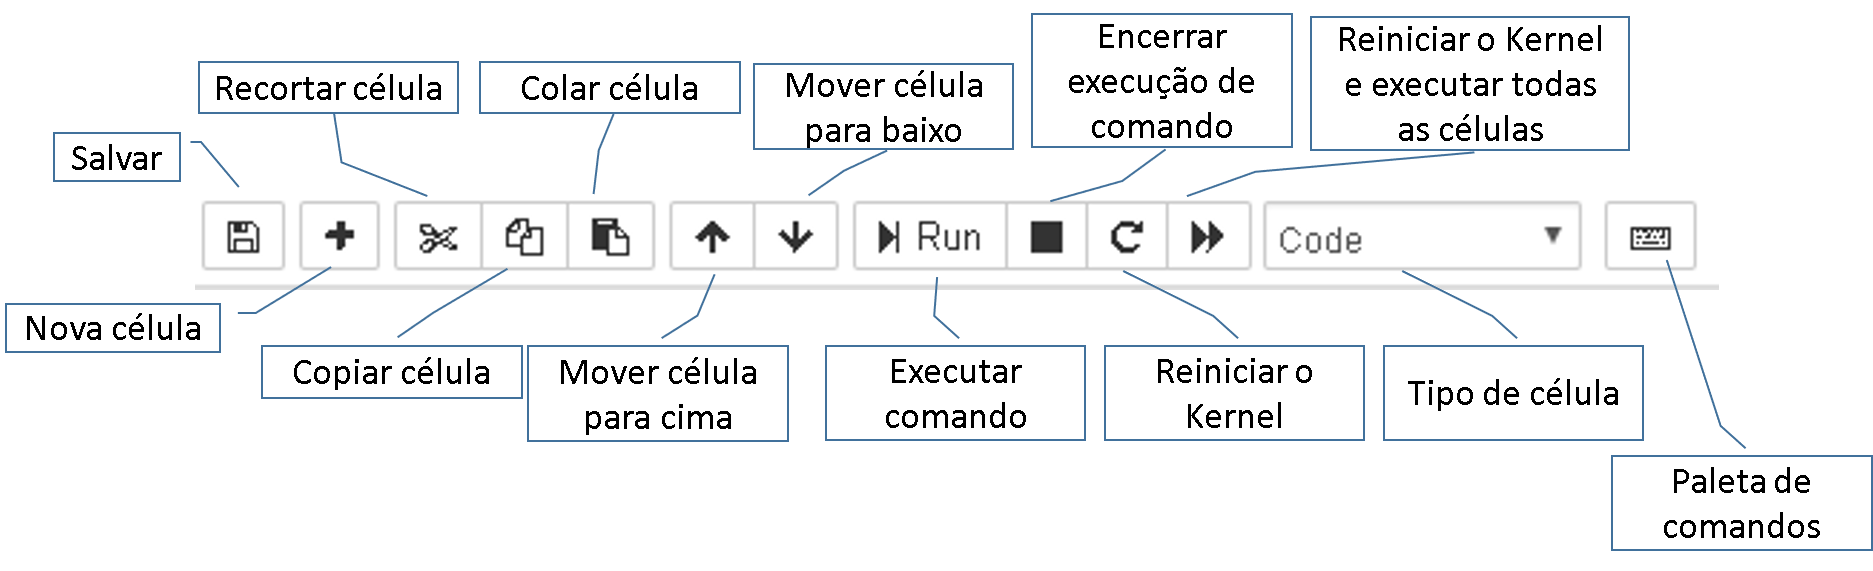 Encerrar
execução de
comando
Reiniciar o Kernel
e executar todas
as células
Recortar célula
Colar célula
Mover célula
para baixo
Salvar
Run
Code
Nova célula
Copiar célula
Mover célula
para cima
Executar
comando
Reiniciar o
Kernel
Tipo de célula
Paleta de
comandos